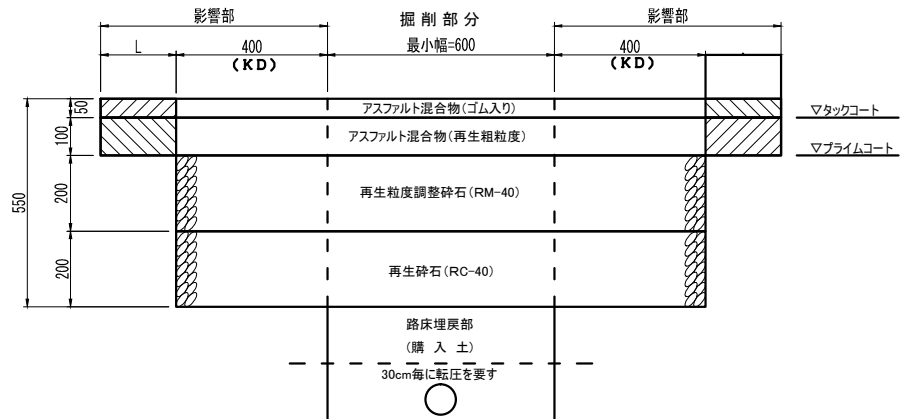 影響部
掘削部分
影響部
L
400
最小幅=600
400
(KD)
(KD)
50
アスファルト混合物(ゴム入り)
▽タックコート
100
アスファルト混合物(再生粗粒度)
▽プライムコート
550
200
再生粒度調整砕石(RM-40)
200
再生砕石(RC-40)
路床埋戻部
(購 入 土)
30cm毎に転圧を要す